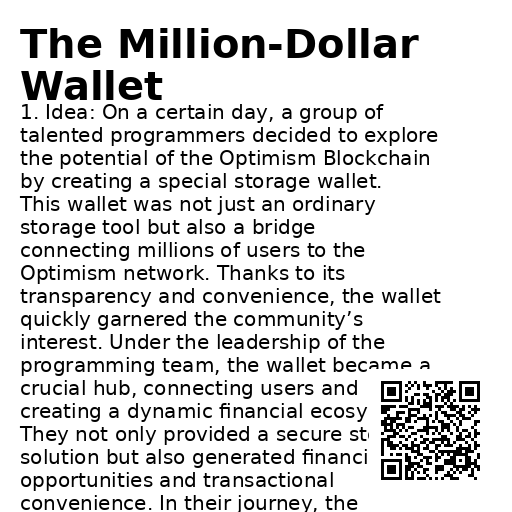 The Million-Dollar
Wallet
1. Idea: On a certain day, a group of
talented programmers decided to explore
the potential of the Optimism Blockchain
by creating a special storage wallet.
This wallet was not just an ordinary
storage tool but also a bridge
connecting millions of users to the
Optimism network. Thanks to its
transparency and convenience, the wallet
quickly garnered the community’s
interest. Under the leadership of the
programming team, the wallet became a
crucial hub, connecting users and
creating a dynamic financial ecosy
They not only provided a secure
solution but also generated financi
opportunities and transactional
convenience. In their journey, the